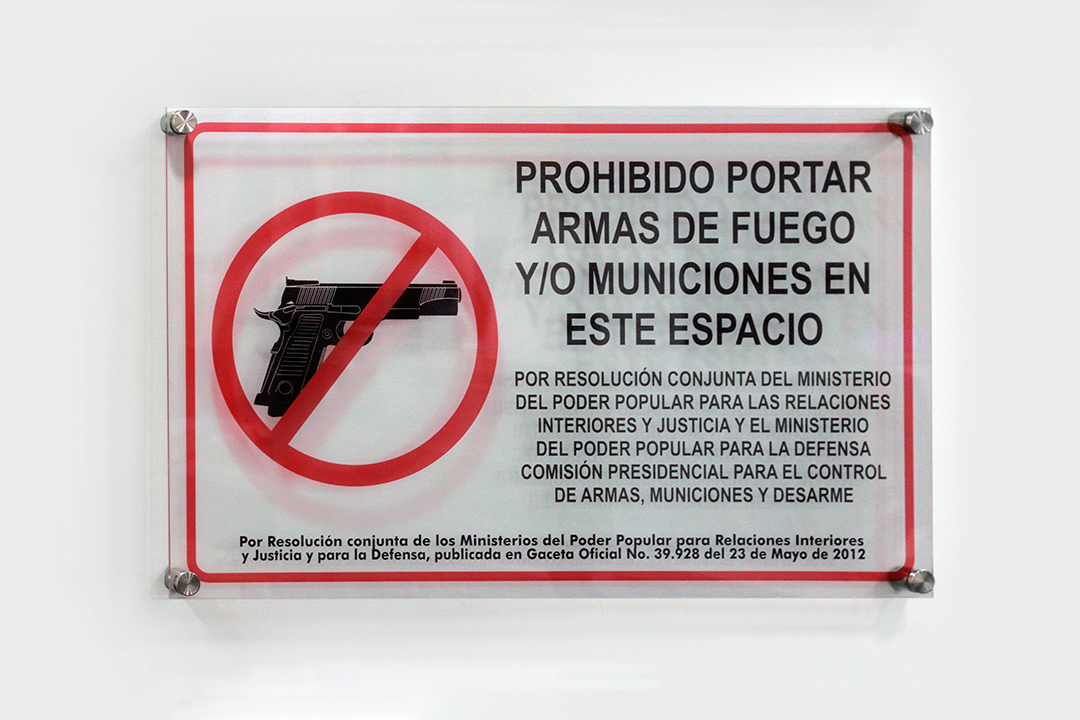 PROHIBIDO PORTAR
ARMAS DE FUEGO
Y/O MUNICIONES EN
ESTE ESPACIO
POR RESOLUCIÓN CONJUNTA DEL MINISTERIO
DEL PODER POPULAR PARA LAS RELACIONES
INTERIORES Y JUSTICIA Y EL MINISTERIO
DEL PODER POPULAR PARA LA DEFENSA
COMISIÓN PRESIDENCIAL PARA EL CONTROL
DE ARMAS, MUNICIONES Y DESARME
Por Resolución conjunta de los Ministerios del Poder Popular para Relaciones Interiores
y Justicia y para la Defensa, publicada en Gaceta Oficial No. 39.928 del 23 de Mayo de 2012